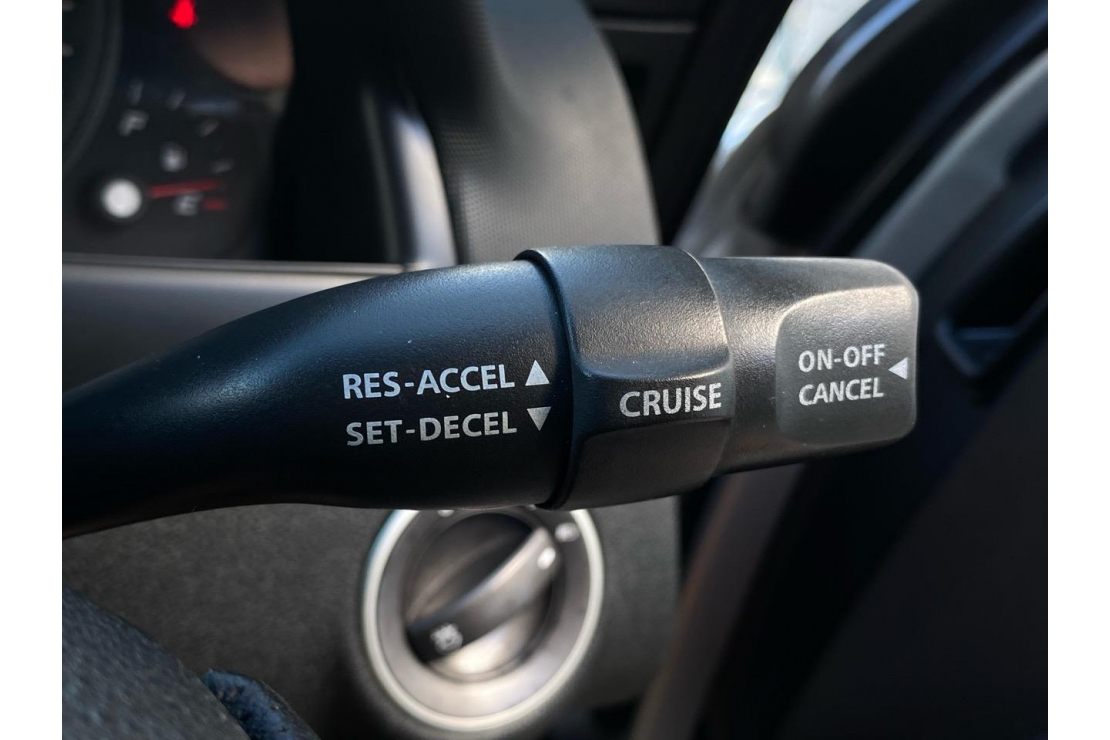 F
E
RES-ACCEL ▲
SET-DECEL ▼
CRUISE
ON-OFF
CANCEL ◀